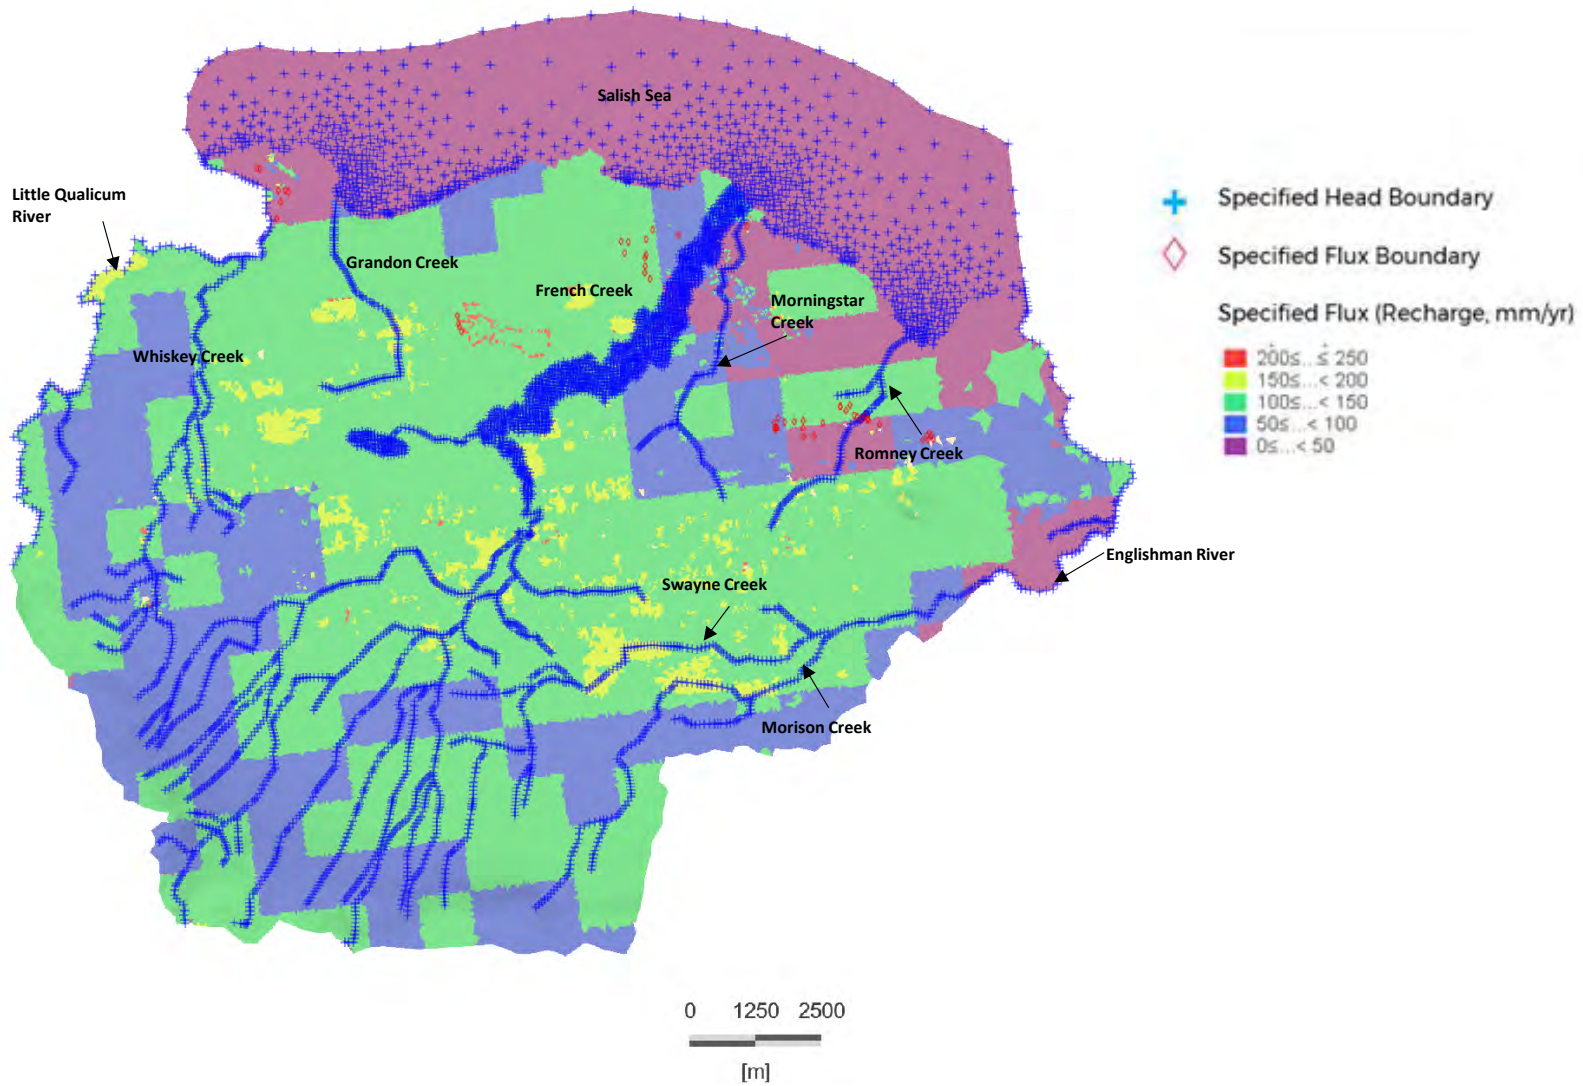 Salish Sea
Little Qualicum
River
Grandon Creek
French Creek
Morningstar
Creek
Whiskey Creek
Romney Creek
Englishman River
Swayne Creek
Morison Creek
Specified Head Boundary
Specified Flux Boundary
Specified Flux (Recharge, mm/yr)
200≤...≤ 250
150≤...< 200
100≤...< 150
50≤...< 100
0≤...< 50
0 1250 2500
[m]